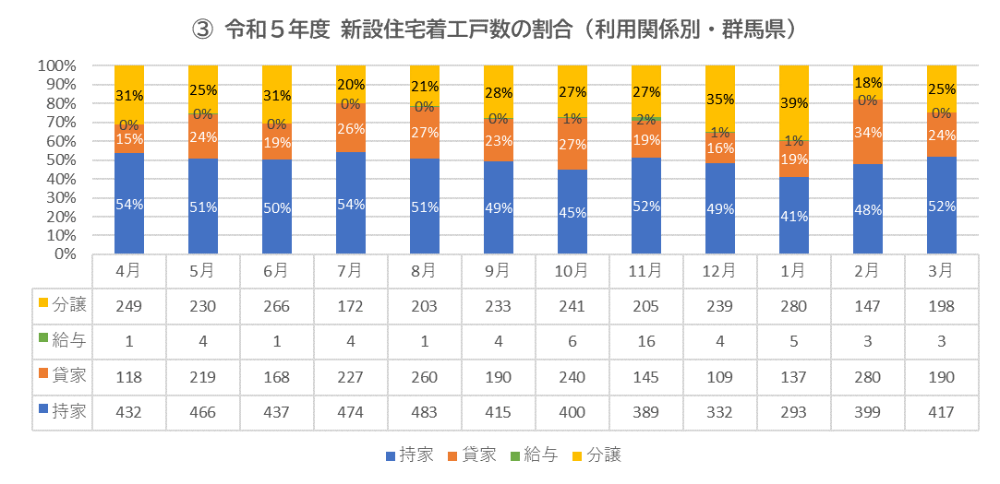 ③ 令和５年度 新設住宅着工戸数の割合（利用関係別・群馬県）
100%
90%
80%
70%
60%
50%
40%
30%
20%
10%
0%
31% 25% 31% 20% 21% 28% 27% 27% 35% 39% 18% 25%
0% 0% 0% 0% 0% 0% 1% 2% 1% 1% 0% 0%
15% 24% 19% 26% 27% 23% 27% 19% 16% 19% 34% 24%
54% 51% 50% 54% 51% 49% 45% 52% 49% 41% 48% 52%
4月 5月 6月 7月 8月 9月 10月 11月 12月 1月 2月 3月
分譲 249 230 266 172 203 233 241 205 239 280 147 198
給与 1 4 1 4 1 4 6 16 4 5 3 3
貸家 118 219 168 227 260 190 240 145 109 137 280 190
持家 432 466 437 474 483 415 400 389 332 293 399 417
持家 貸家 給与 分譲